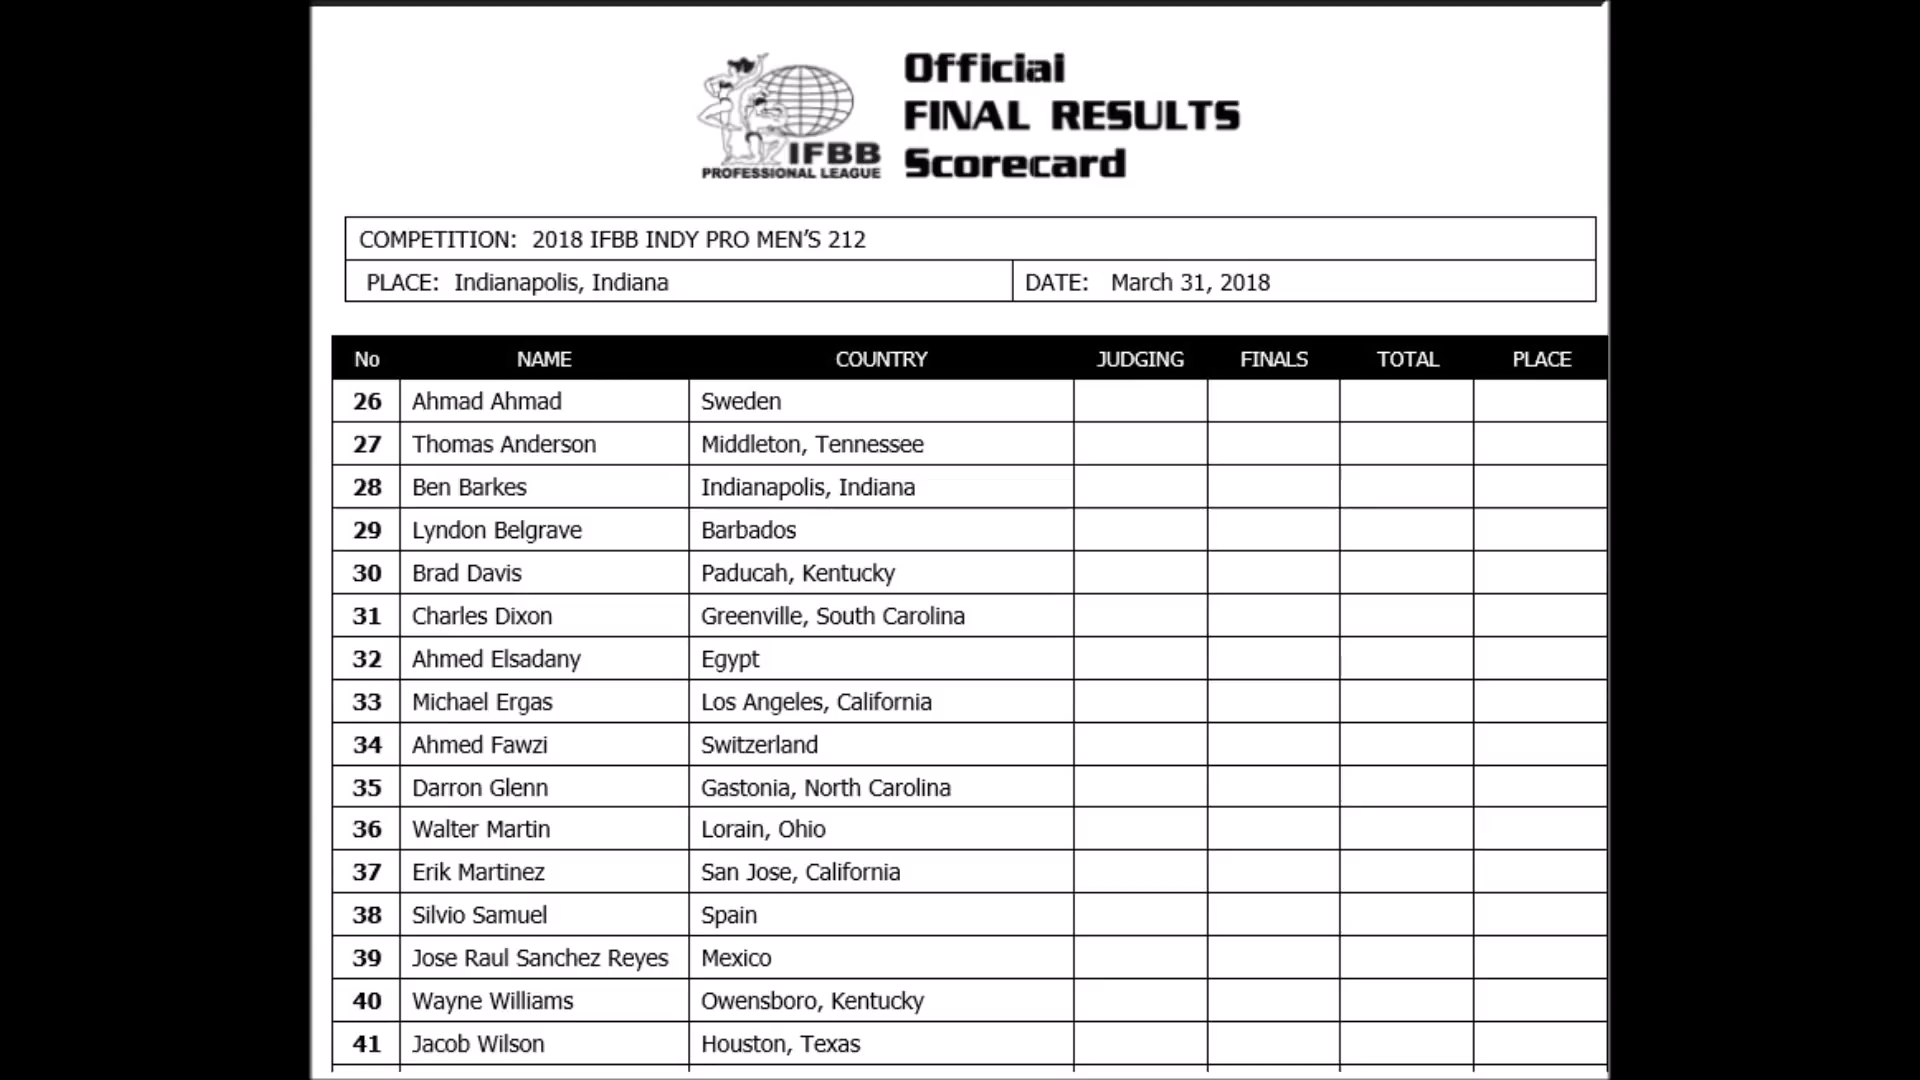 Official
FINAL RESULTS
Scorecard
IFBB
PROFESSIONAL LEAGUE
COMPETITION: 2018 IFBB INDY PRO MEN’S 212
PLACE: Indianapolis, Indiana DATE: March 31, 2018
No NAME COUNTRY JUDGING FINALS TOTAL PLACE
26 Ahmad Ahmad Sweden
27 Thomas Anderson Middleton, Tennessee
28 Ben Barkes Indianapolis, Indiana
29 Lyndon Belgrave Barbados
30 Brad Davis Paducah, Kentucky
31 Charles Dixon Greenville, South Carolina
32 Ahmed Elsadany Egypt
33 Michael Ergas Los Angeles, California
34 Ahmed Fawzi Switzerland
35 Darron Glenn Gastonia, North Carolina
36 Walter Martin Lorain, Ohio
37 Erik Martinez San Jose, California
38 Silvio Samuel Spain
39 Jose Raul Sanchez Reyes Mexico
40 Wayne Williams Owensboro, Kentucky
41 Jacob Wilson Houston, Texas